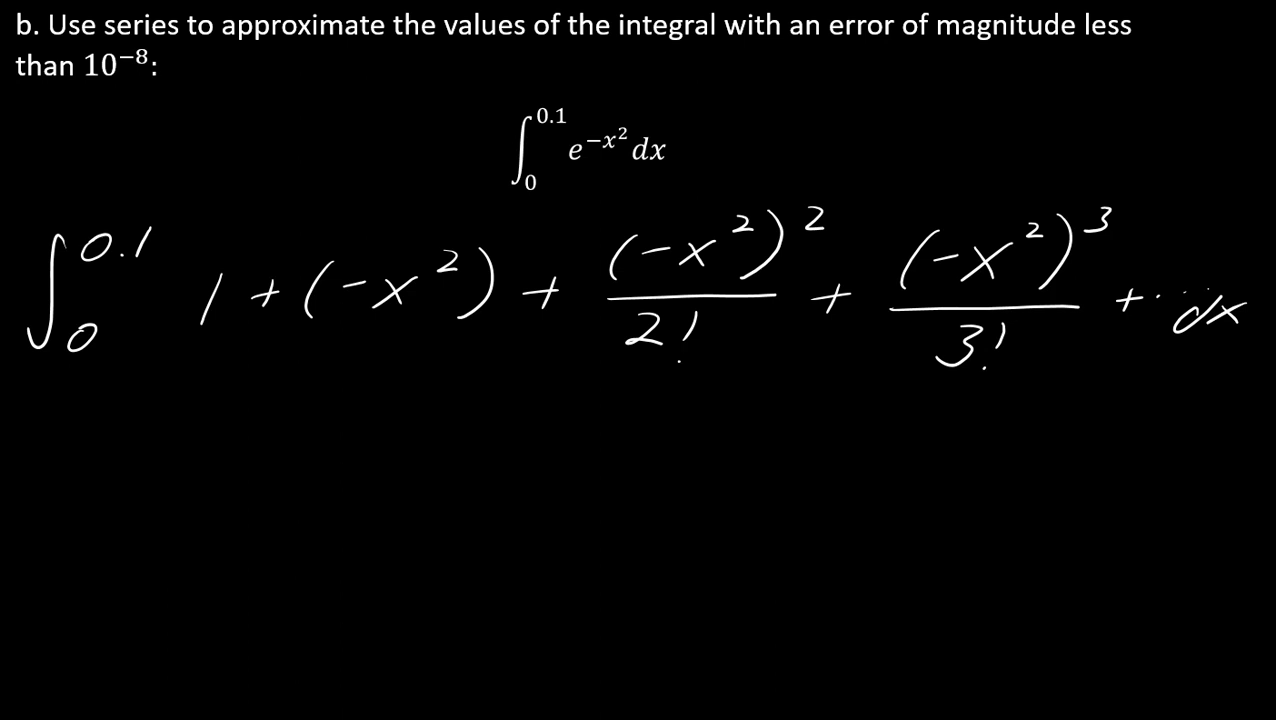 b. Use series to approximate the values of the integral with an error of magnitude less
than 10⁻⁸:
∫₀^0.1 e^(-x²) dx
∫₀^0.1 1 + (-x²) + (-x²)²/2! + (-x²)³/3! + ... dx